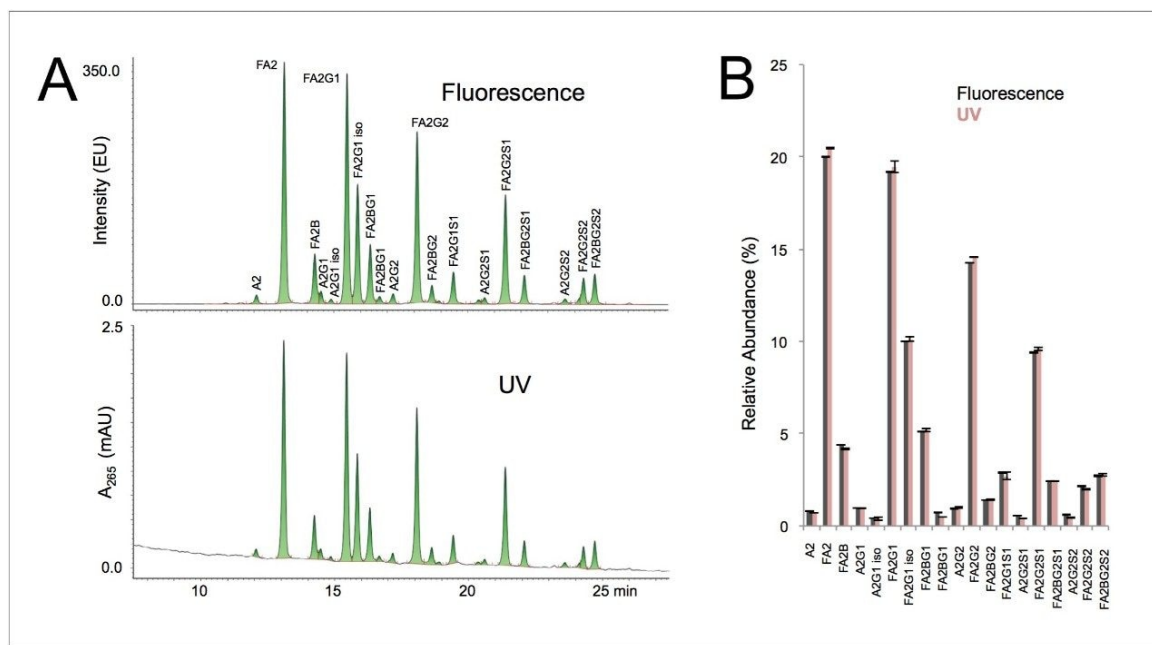 A
350.0
Intensity (EU)
0.0
Fluorescence
A2
FA2
FA2B
A2G1
A2G1 iso
FA2G1
FA2G1 iso
FA2BG1
FA2BG1
A2G2
FA2G2
FA2BG2
FA2G1S1
A2G2S1
FA2G2S1
FA2BG2S1
A2G2S2
FA2G2S2
FA2BG2S2
2.5
A265 (mAU)
0.0
UV
10
15
20
25 min
B
Fluorescence
UV
Relative Abundance (%)
25
20
15
10
5
0
A2
FA2
FA2B
A2G1
A2G1 iso
FA2G1
FA2G1 iso
FA2BG1
FA2BG1
A2G2
FA2G2
FA2BG2
FA2G1S1
A2G2S1
FA2G2S1
FA2BG2S1
A2G2S2
FA2G2S2
FA2BG2S2